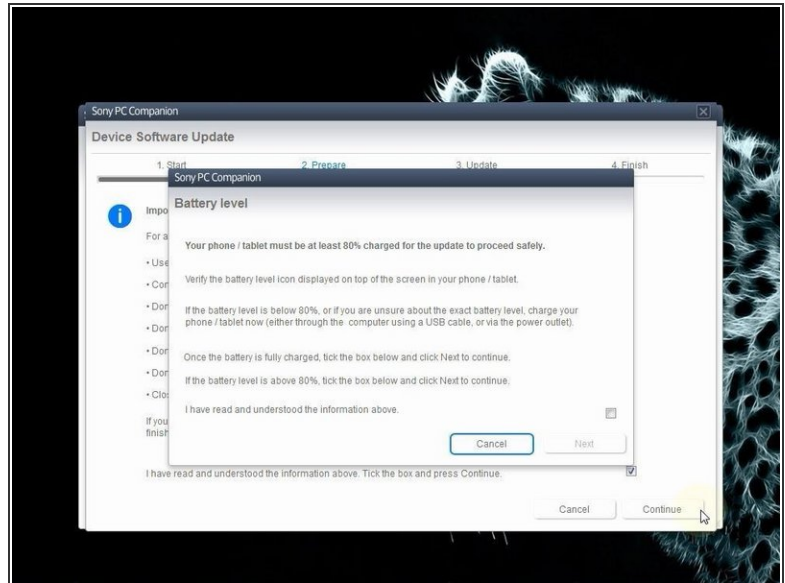 Sony PC Companion
Device Software Update
1. Start 2. Prepare 3. Update 4. Finish
Sony PC Companion
Battery level
Your phone / tablet must be at least 80% charged for the update to proceed safely.
Verify the battery level icon displayed on top of the screen in your phone / tablet.
If the battery level is below 80%, or if you are unsure about the exact battery level, charge your
phone / tablet now (either through the computer using a USB cable, or via the power outlet).
Once the battery is fully charged, tick the box below and click Next to continue.
If the battery level is above 80%, tick the box below and click Next to continue.
I have read and understood the information above.
Cancel Next
For a
• Use
If you
finish
I have read and understood the information above. Tick the box and press Continue.
Cancel Continue